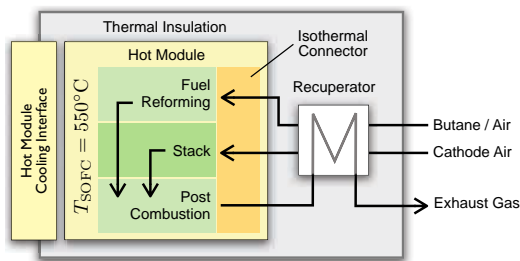 Thermal Insulation
Hot Module
Isothermal
Connector
Hot Module
Cooling Interface
T_SOFC = 550°C
Fuel
Reforming
Recuperator
Butane / Air
Stack
Cathode Air
Post
Combustion
Exhaust Gas